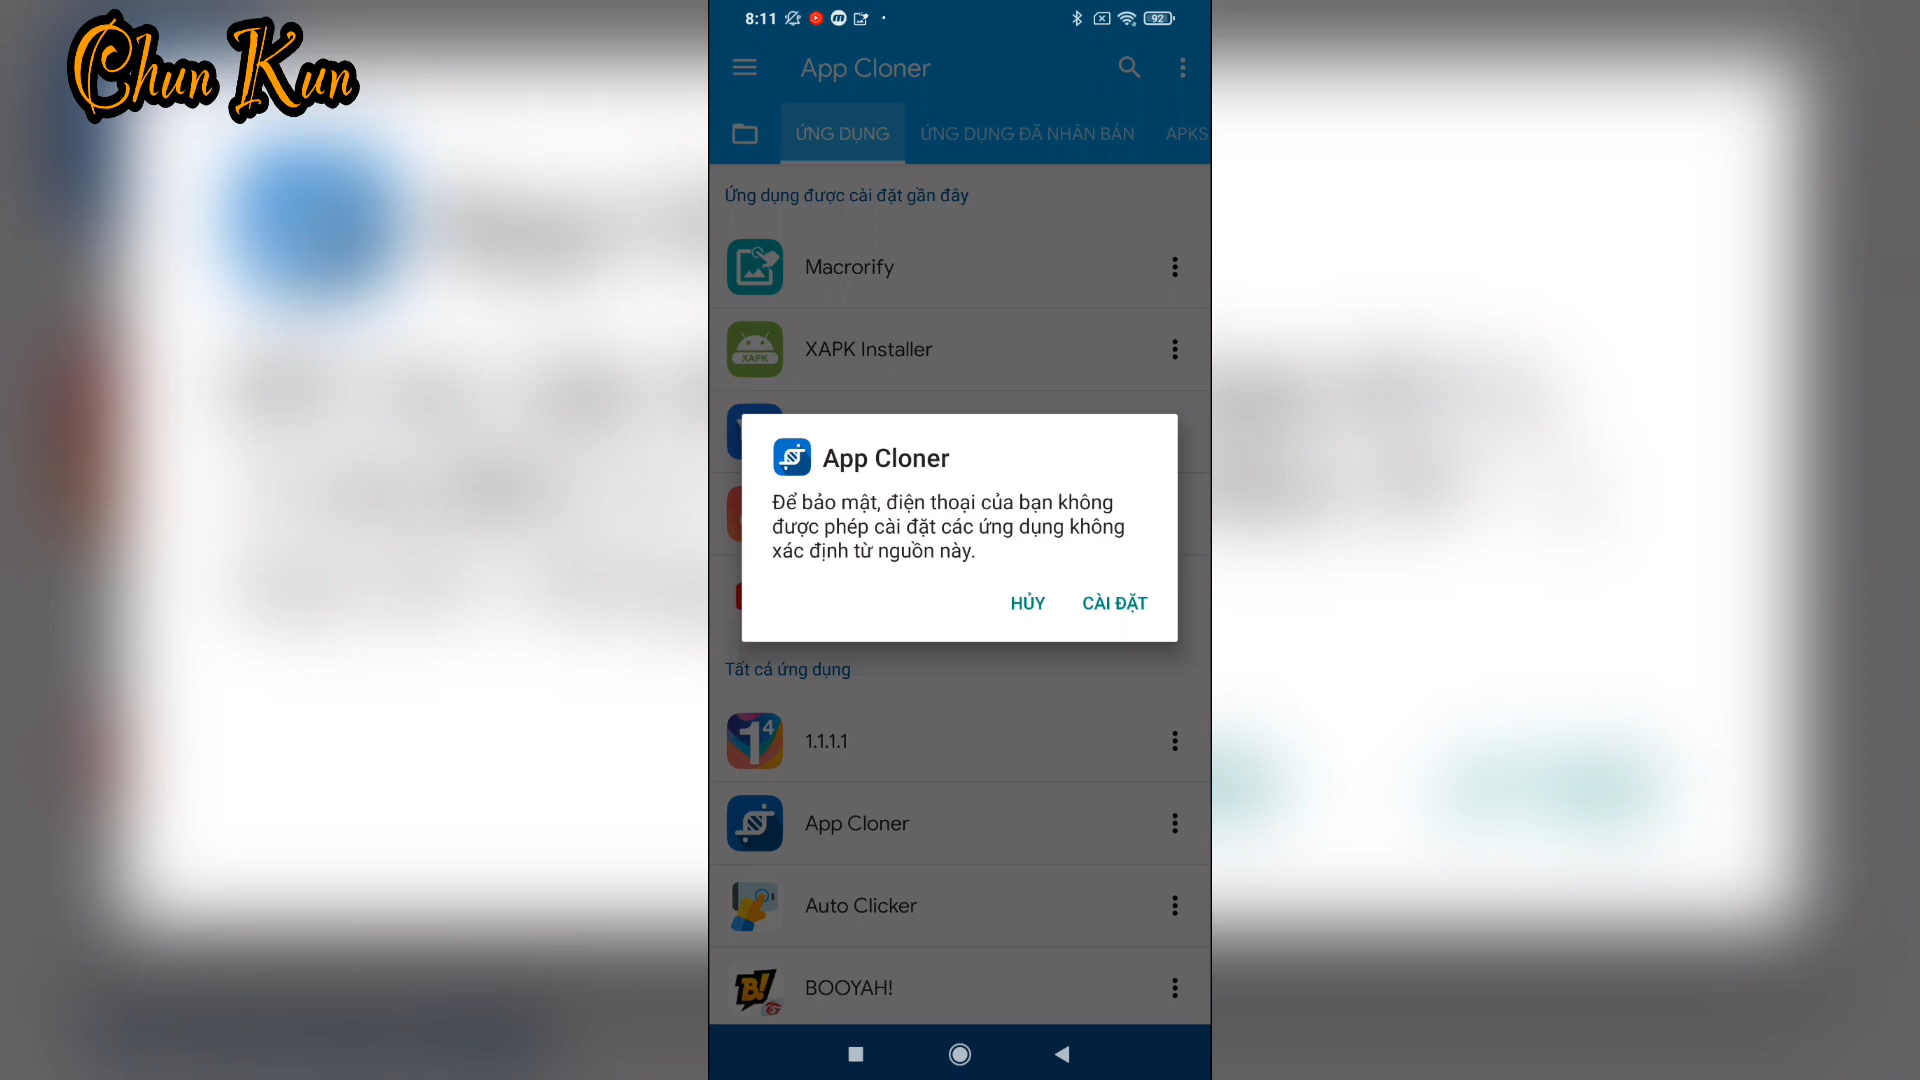 Chun Kun
8:11
92
App Cloner
ỨNG DỤNG
ỨNG DỤNG ĐÃ NHÂN BẢN
APKS
Ứng dụng được cài đặt gần đây
Macrorify
XAPK
XAPK Installer
App Cloner
Để bảo mật, điện thoại của bạn không
được phép cài đặt các ứng dụng không
xác định từ nguồn này.
HỦY
CÀI ĐẶT
Tất cả ứng dụng
1⁴
1.1.1.1
App Cloner
Auto Clicker
B!
BOOYAH!